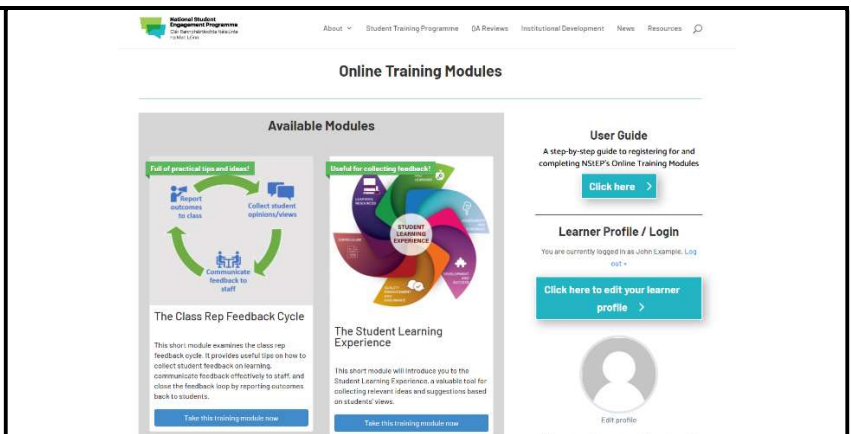 National Student
Engagement Programme
About
Student Training Programme
QA Reviews
Institutional Development
News
Resources
Online Training Modules
Available Modules
Full of practical tips and ideas!
Report
outcomes
to class
Collect student
opinions/views
Communicate
feedback to
staff
The Class Rep Feedback Cycle
This short module examines the class rep
feedback cycle. It provides useful tips on how to
collect student feedback on learning,
communicate feedback effectively to staff, and
close the feedback loop by reporting outcomes
back to students.
Take this training module now
Useful for collecting feedback!
LEARNING
RESOURCES
STUDENT
LEARNING
EXPERIENCE
CURRICULUM
The Student Learning
Experience
This short module will introduce you to the
Student Learning Experience, a valuable tool for
collecting relevant ideas and suggestions based
on students' views.
Take this training module now
User Guide
A step-by-step guide to registering for and
completing NStEP's Online Training Modules
Click here
Learner Profile / Login
You are currently logged in as John Example. Log
out »
Click here to edit your learner
profile
Edit profile